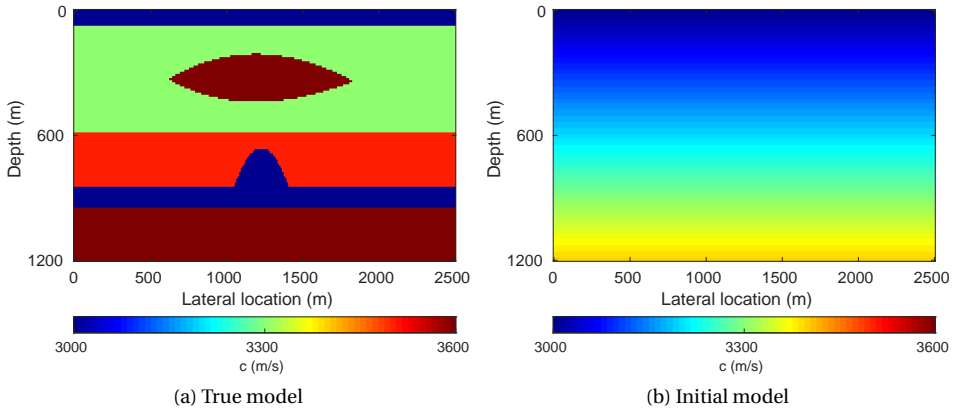 0
600
1200
Depth (m)
0 500 1000 1500 2000 2500
Lateral location (m)
3000 3300 3600
c (m/s)
(a) True model
0
600
1200
Depth (m)
0 500 1000 1500 2000 2500
Lateral location (m)
3000 3300 3600
c (m/s)
(b) Initial model